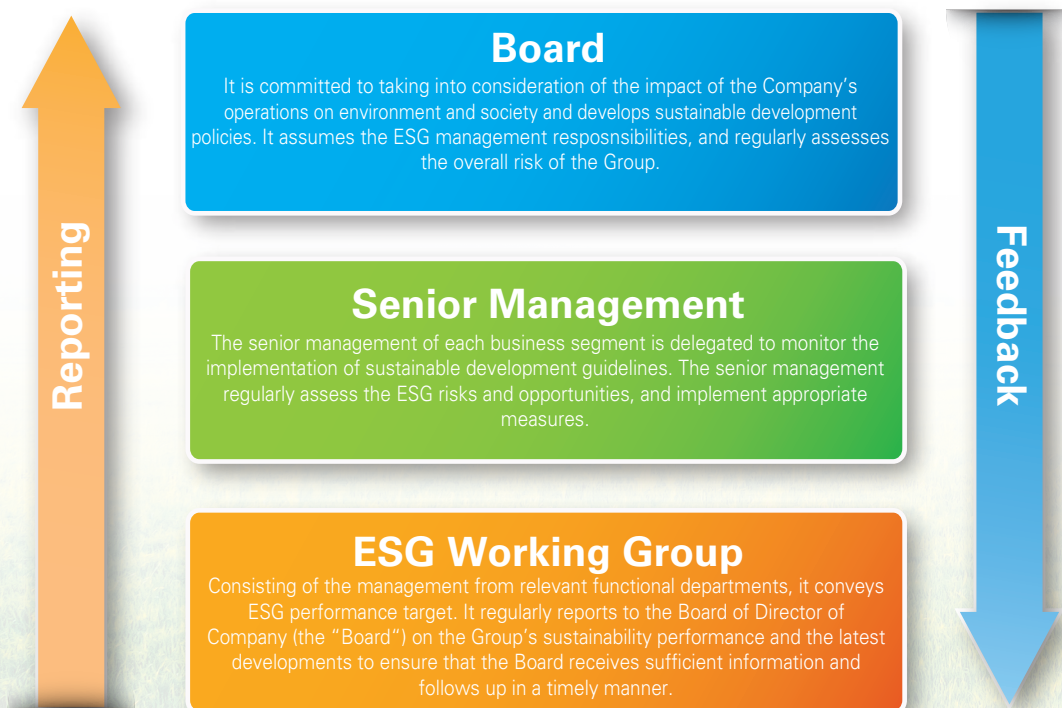 Reporting
Board
It is committed to taking into consideration of the impact of the Company's
operations on environment and society and develops sustainable development
policies. It assumes the ESG management resposnsibilities, and regularly assesses
the overall risk of the Group.
Senior Management
The senior management of each business segment is delegated to monitor the
implementation of sustainable development guidelines. The senior management
regularly assess the ESG risks and opportunities, and implement appropriate
measures.
ESG Working Group
Consisting of the management from relevant functional departments, it conveys
ESG performance target. It regularly reports to the Board of Director of
Company (the “Board”) on the Group's sustainability performance and the latest
developments to ensure that the Board receives sufficient information and
follows up in a timely manner.
Feedback